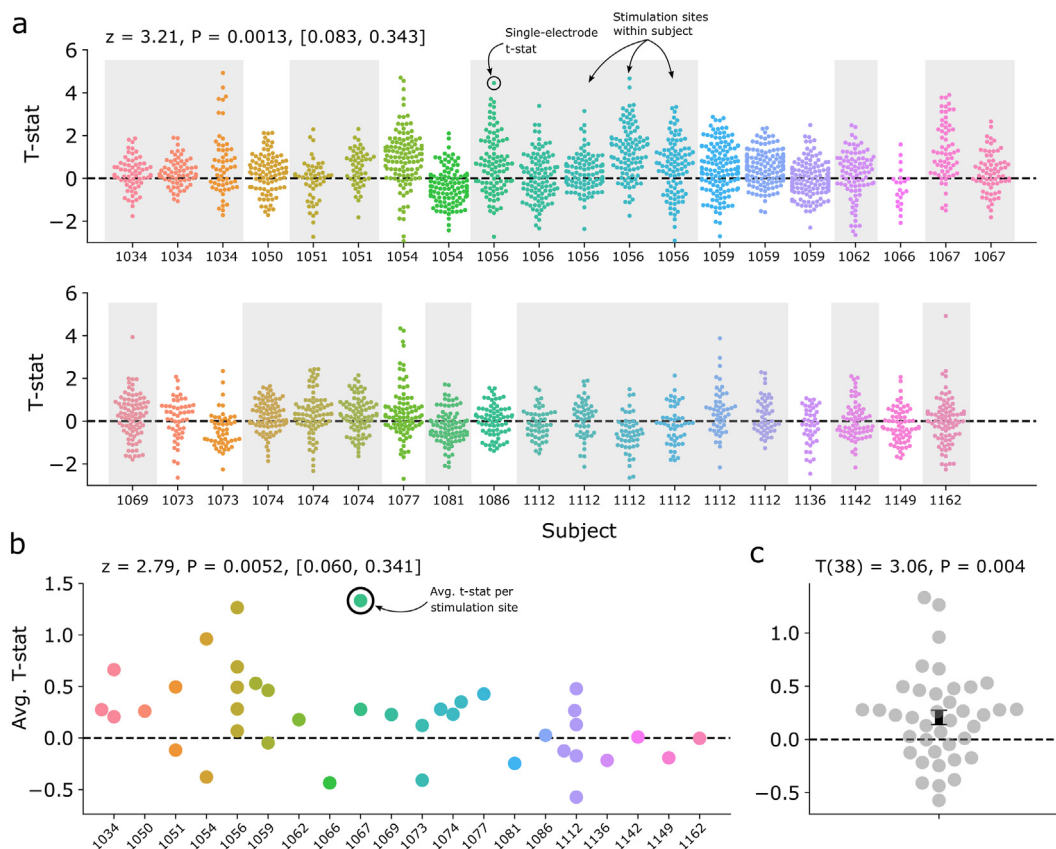 a
z = 3.21, P = 0.0013, [0.083, 0.343]
Single-electrode
t-stat
Stimulation sites
within subject
T-stat
6
4
2
0
−2
1034 1034 1034 1050 1051 1051 1054 1054 1056 1056 1056 1056 1056 1059 1059 1059 1062 1066 1067 1067
T-stat
6
4
2
0
−2
1069 1073 1073 1074 1074 1074 1077 1081 1086 1112 1112 1112 1112 1112 1112 1136 1142 1149 1162
Subject
b
z = 2.79, P = 0.0052, [0.060, 0.341]
Avg. t-stat per
stimulation site
Avg. T-stat
1.5
1.0
0.5
0.0
−0.5
1034 1050 1051 1054 1056 1059 1062 1066 1067 1069 1073 1074 1077 1081 1086 1112 1136 1142 1149 1162
c
T(38) = 3.06, P = 0.004
1.0
0.5
0.0
−0.5